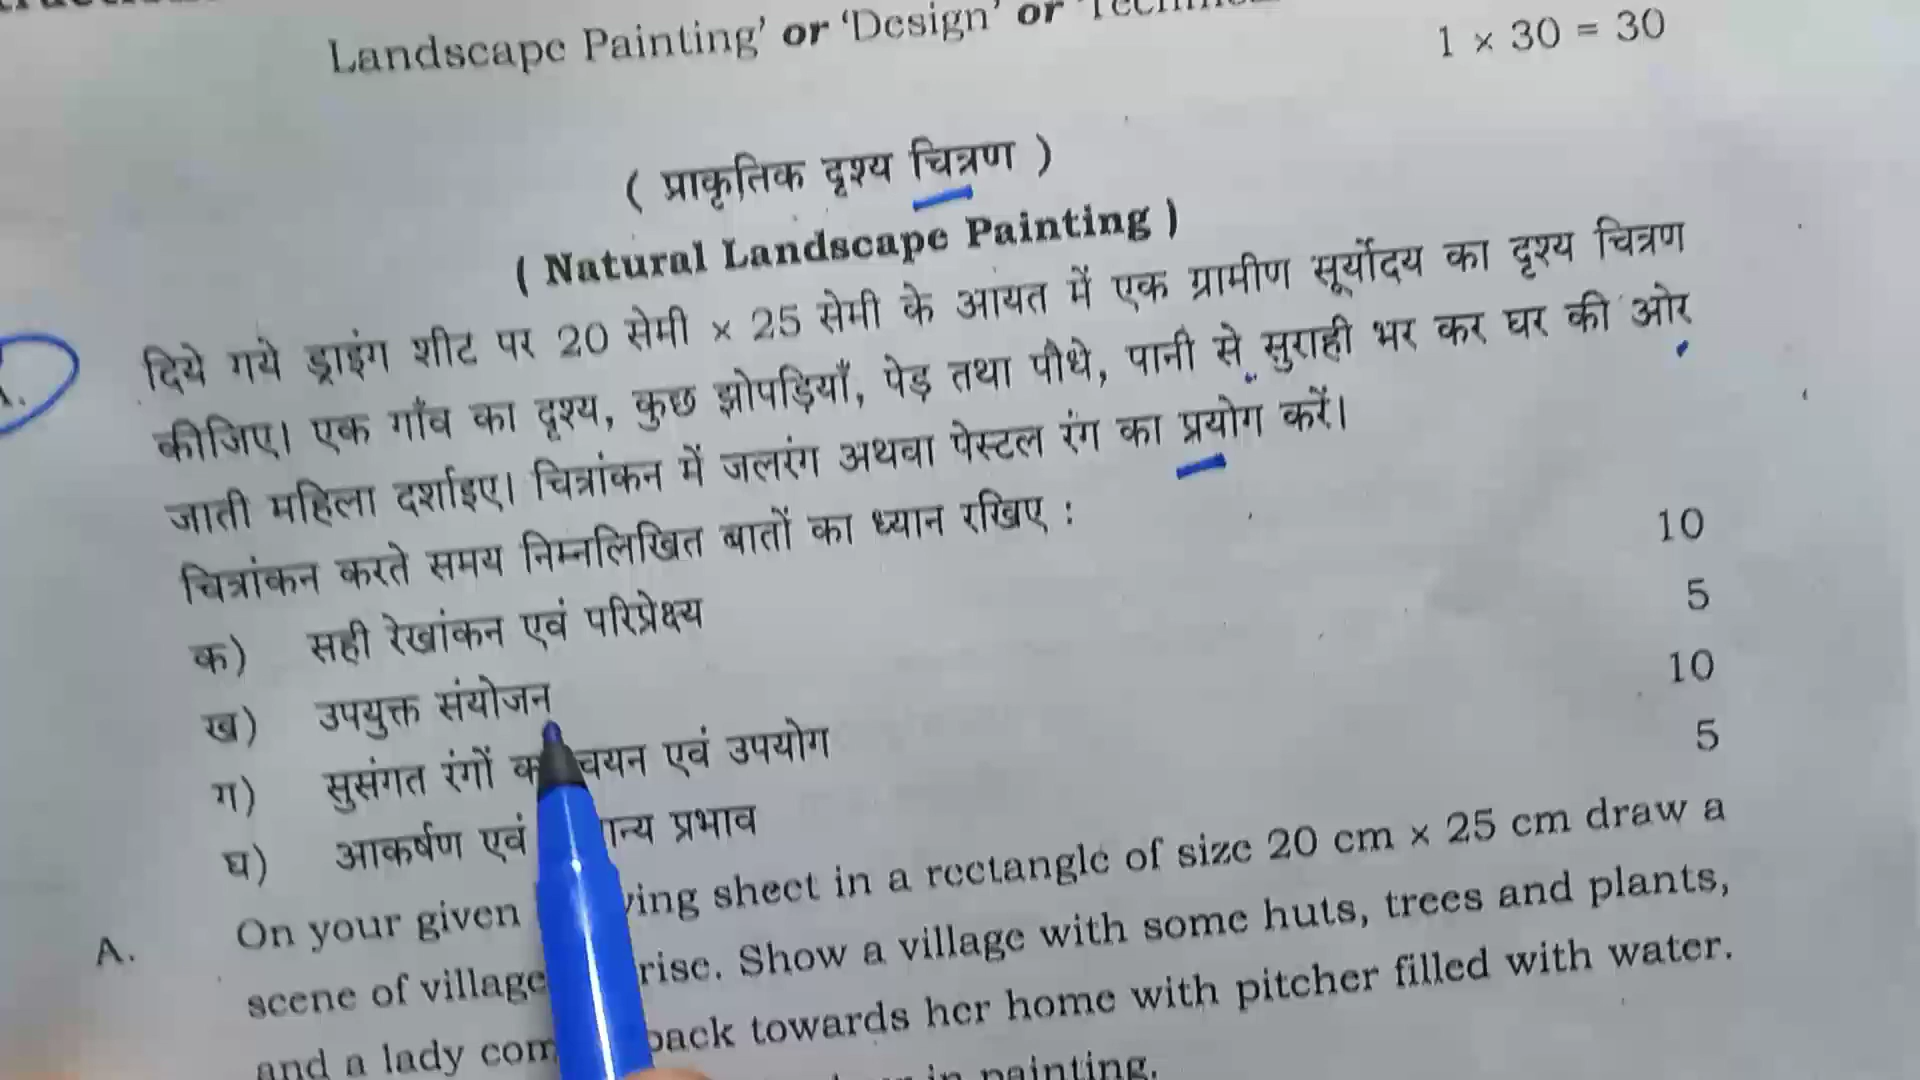 Landscape Painting' or 'Design' or
1 × 30 = 30
( प्राकृतिक दृश्य चित्रण )
( Natural Landscape Painting )
दिये गये ड्राइंग शीट पर 20 सेमी × 25 सेमी के आयत में एक ग्रामीण सूर्योदय का दृश्य चित्रण
कीजिए। एक गाँव का दृश्य, कुछ झोपड़ियाँ, पेड़ तथा पौधे, पानी से सुराही भर कर घर की ओर
जाती महिला दर्शाइए। चित्रांकन में जलरंग अथवा पेस्टल रंग का प्रयोग करें।
चित्रांकन करते समय निम्नलिखित बातों का ध्यान रखिए :
क) सही रेखांकन एवं परिप्रेक्ष्य 10
ख) उपयुक्त संयोजन 5
ग) सुसंगत रंगों चयन एवं उपयोग 10
घ) आकर्षण एवं प्रभाव 5
A. On your given sheet in a rectangle of size 20 cm × 25 cm draw a
scene of village Show a village with some huts, trees and plants,
and a lady back towards her home with pitcher filled with water.
in painting.